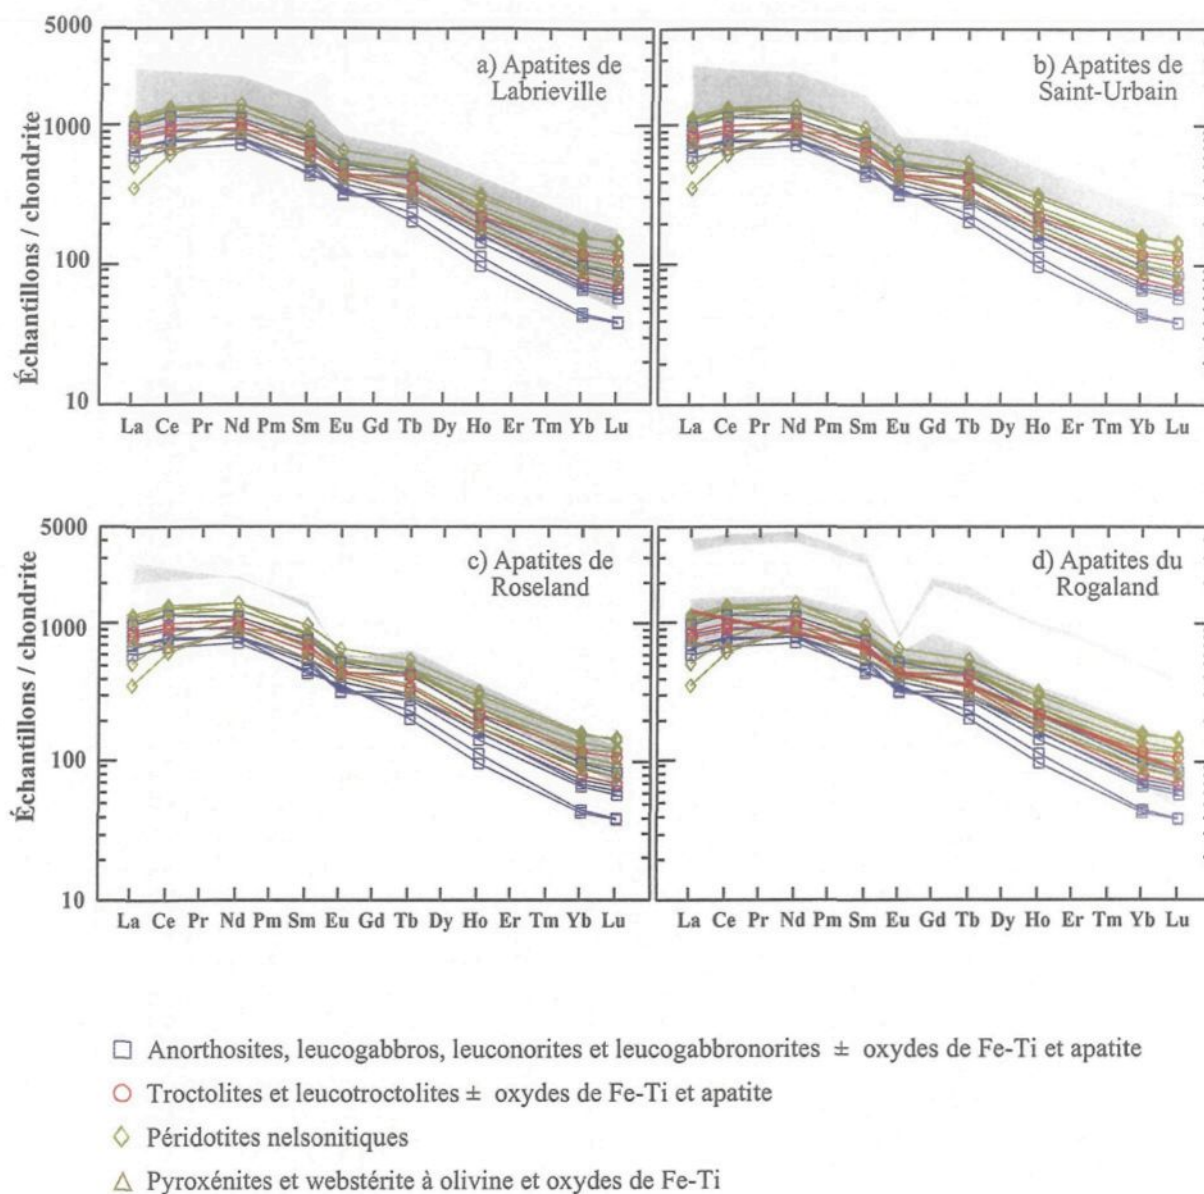 5000
1000
100
10
Échantillons / chondrite
a) Apatites de
Labrieville
La Ce Pr Nd Pm Sm Eu Gd Tb Dy Ho Er Tm Yb Lu
b) Apatites de
Saint-Urbain
La Ce Pr Nd Pm Sm Eu Gd Tb Dy Ho Er Tm Yb Lu
5000
1000
100
10
Échantillons / chondrite
c) Apatites de
Roseland
La Ce Pr Nd Pm Sm Eu Gd Tb Dy Ho Er Tm Yb Lu
d) Apatites du
Rogaland
La Ce Pr Nd Pm Sm Eu Gd Tb Dy Ho Er Tm Yb Lu
Anorthosites, leucogabbros, leuconorites et leucogabbronorites ± oxydes de Fe-Ti et apatite
Troctolites et leucotroctolites ± oxydes de Fe-Ti et apatite
Péridotites nelsonitiques
Pyroxénites et webstérite à olivine et oxydes de Fe-Ti